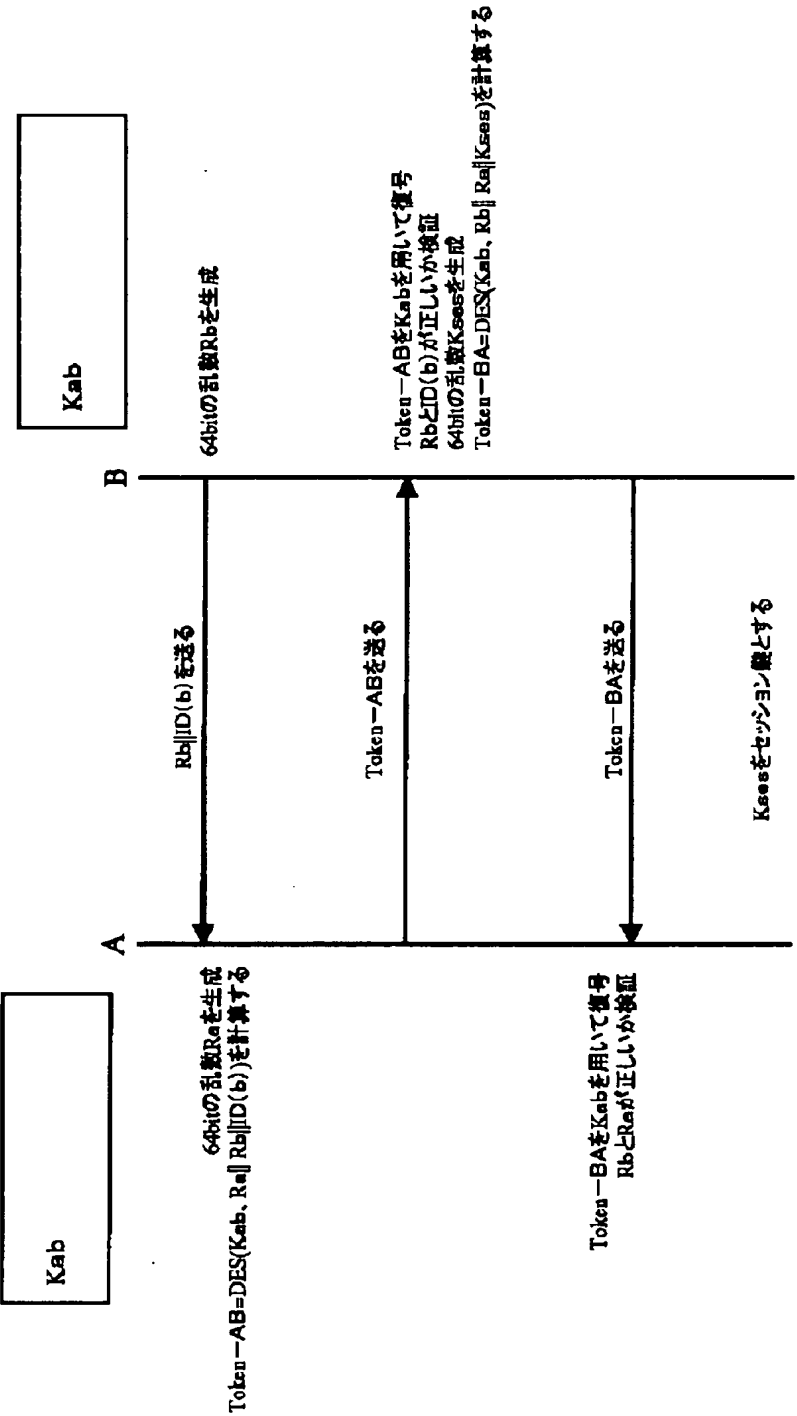 Kab
Kab
A
B
64bitの乱数Rbを生成
Rb||ID(b)を送る
64bitの乱数Raを生成
Token−AB=DES(Kab、Ra|| Rb||ID(b))を計算する
Token−ABを送る
Token−ABをKabを用いて復号
RbとID(b)が正しいか検証
64bitの乱数Ksesを生成
Token−BA=DES(Kab、Rb|| Ra||Kses)を計算する
Token−BAを送る
Token−BAをKabを用いて復号
RbとRaが正しいか検証
Ksesをセッション鍵とする